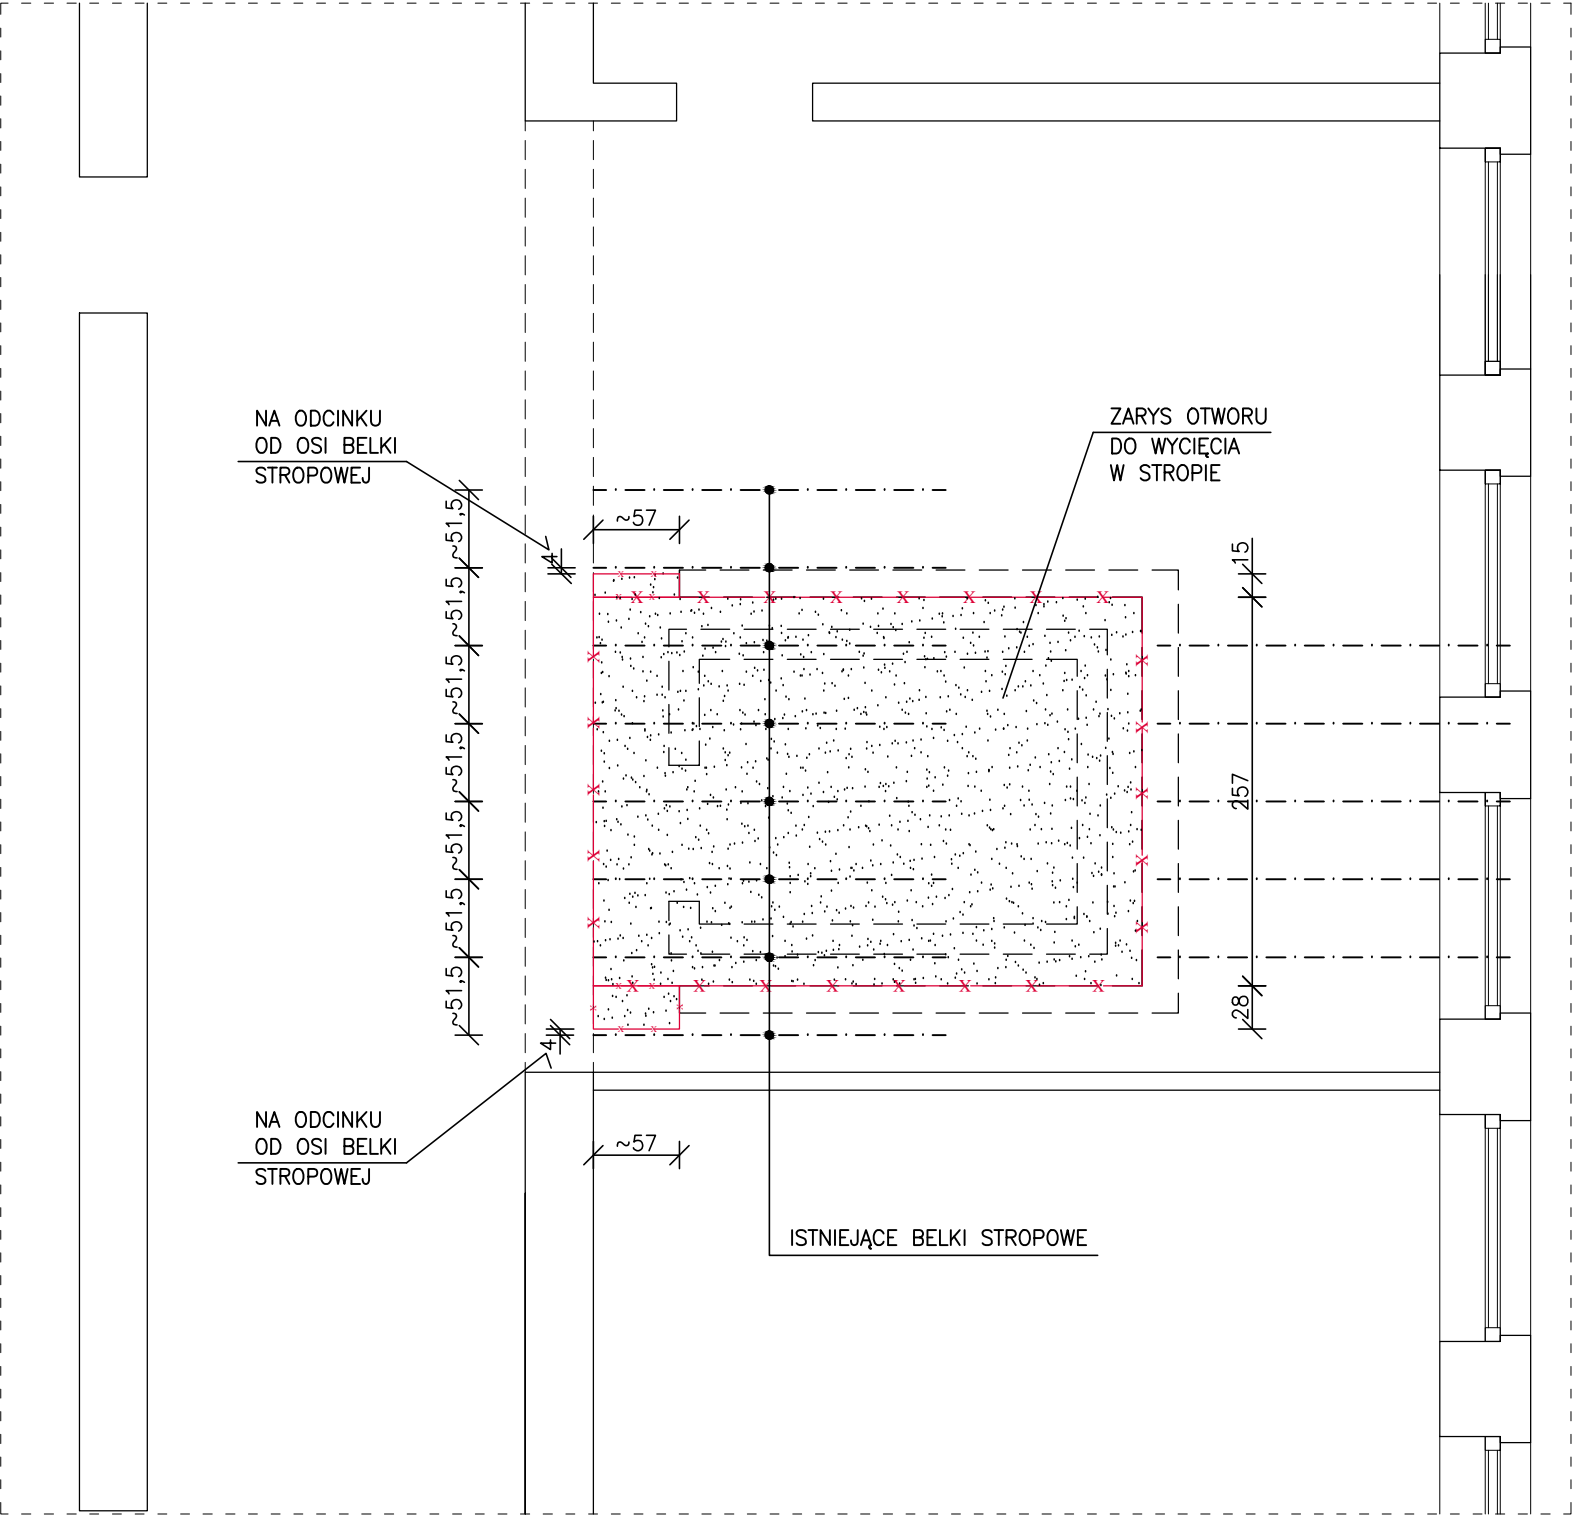 NA ODCINKU
OD OSI BELKI
STROPOWEJ
ZARYS OTWORU
DO WYCIĘCIA
W STROPIE
~51,5
~51,5
~51,5
~51,5
~51,5
~51,5
~51,5
~57
4
15
257
28
4
NA ODCINKU
OD OSI BELKI
STROPOWEJ
~57
ISTNIEJĄCE BELKI STROPOWE